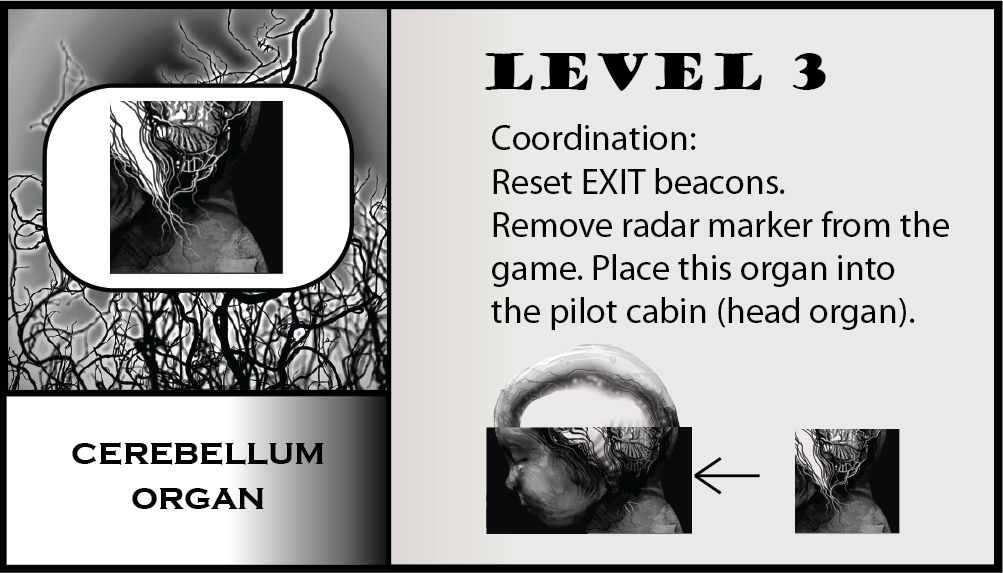 LEVEL 3
Coordination:
Reset EXIT beacons.
Remove radar marker from the
game. Place this organ into
the pilot cabin (head organ).
CEREBELLUM
ORGAN